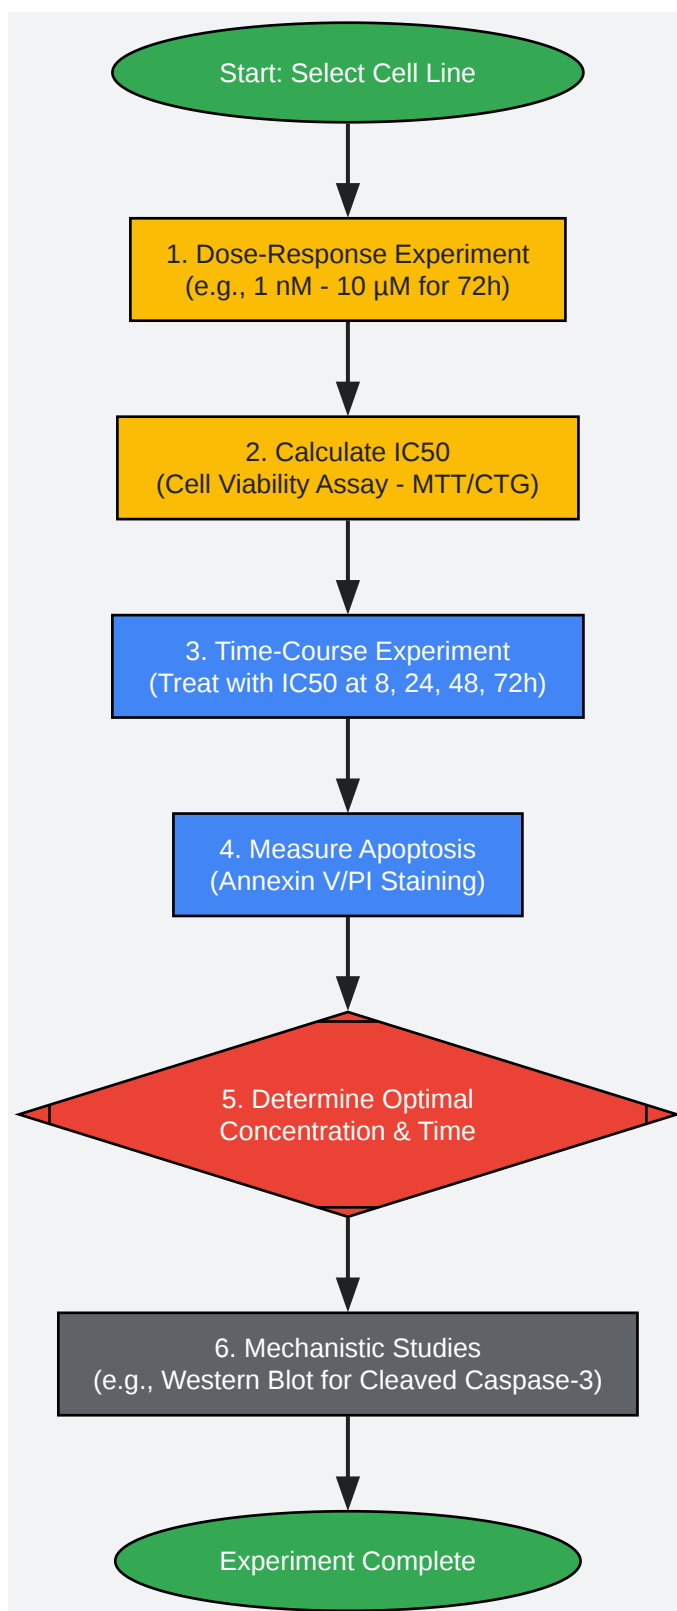 Start: Select Cell Line
1. Dose-Response Experiment
(e.g., 1 nM - 10 µM for 72h)
2. Calculate IC50
(Cell Viability Assay - MTT/CTG)
3. Time-Course Experiment
(Treat with IC50 at 8, 24, 48, 72h)
4. Measure Apoptosis
(Annexin V/PI Staining)
5. Determine Optimal
Concentration & Time
6. Mechanistic Studies
(e.g., Western Blot for Cleaved Caspase-3)
Experiment Complete